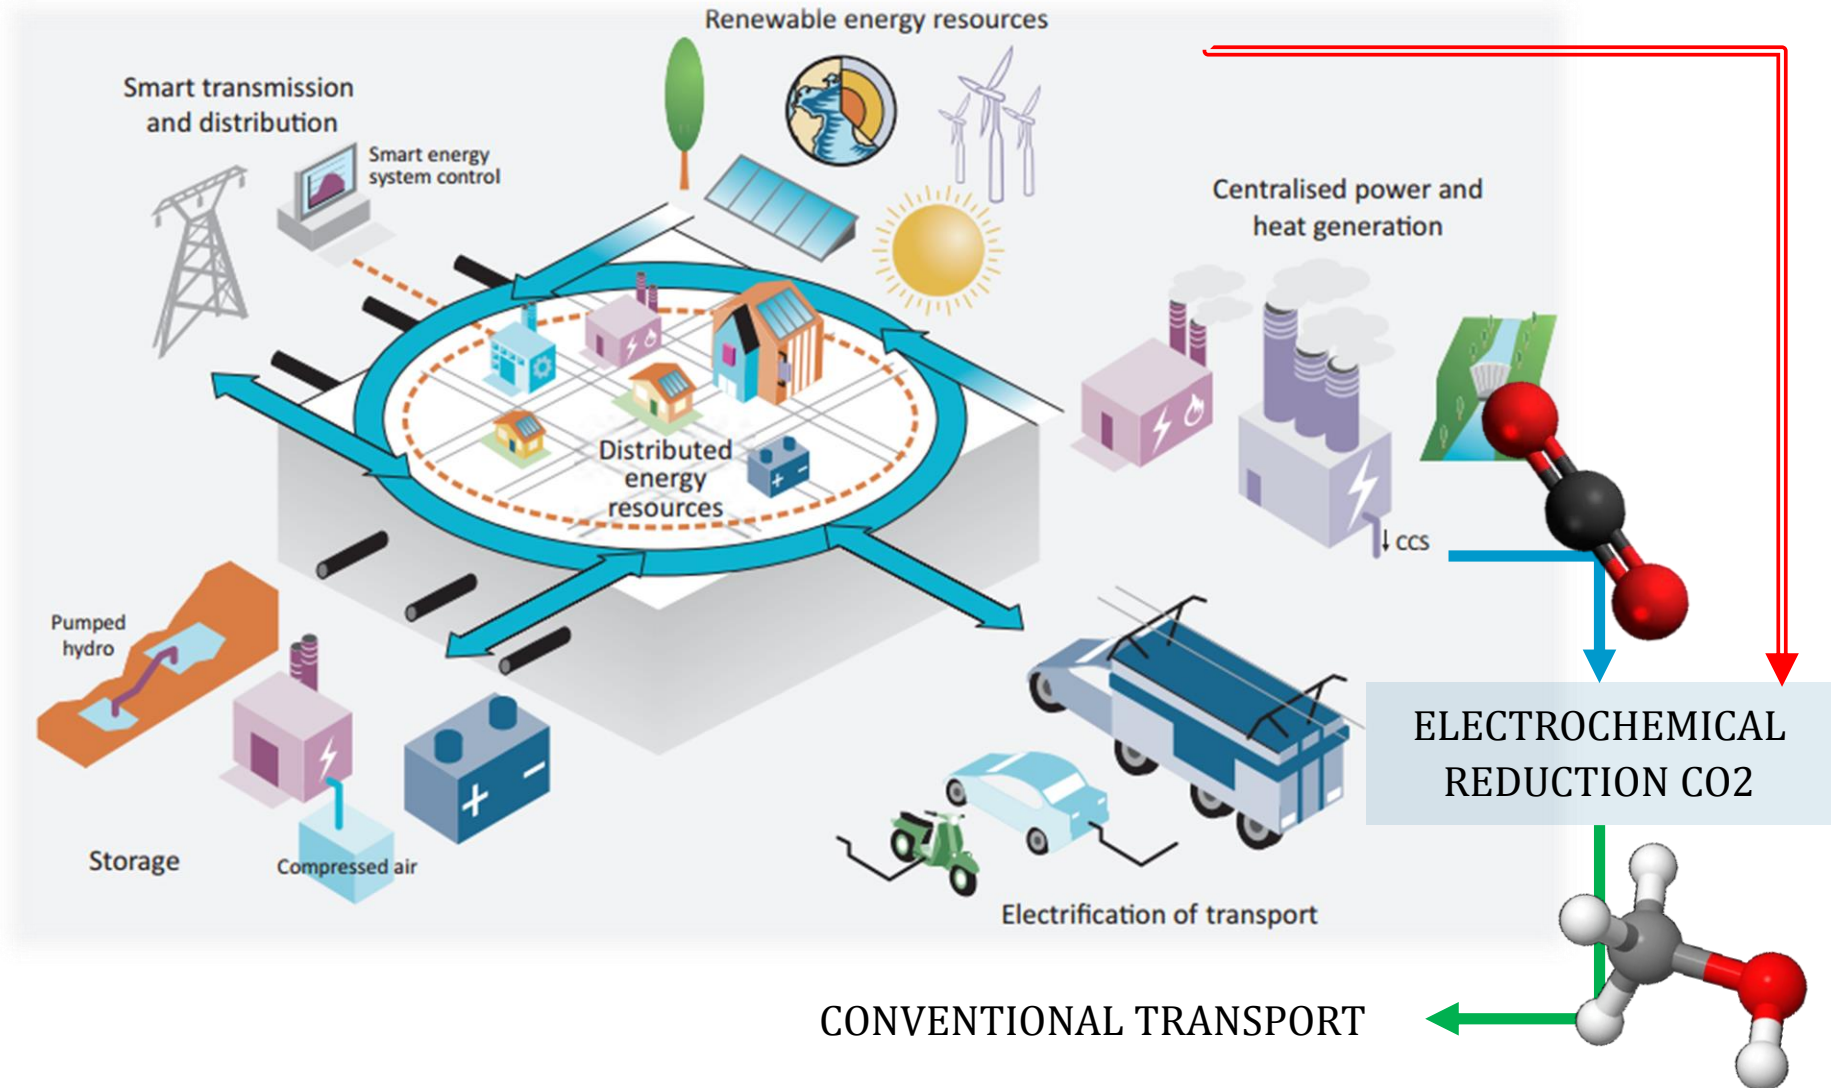 Renewable energy resources
Smart transmission
and distribution
Smart energy
system control
Centralised power and
heat generation
Distributed
energy
resources
CCS
Pumped
hydro
ELECTROCHEMICAL
REDUCTION CO2
Storage
Compressed air
Electrification of transport
CONVENTIONAL TRANSPORT